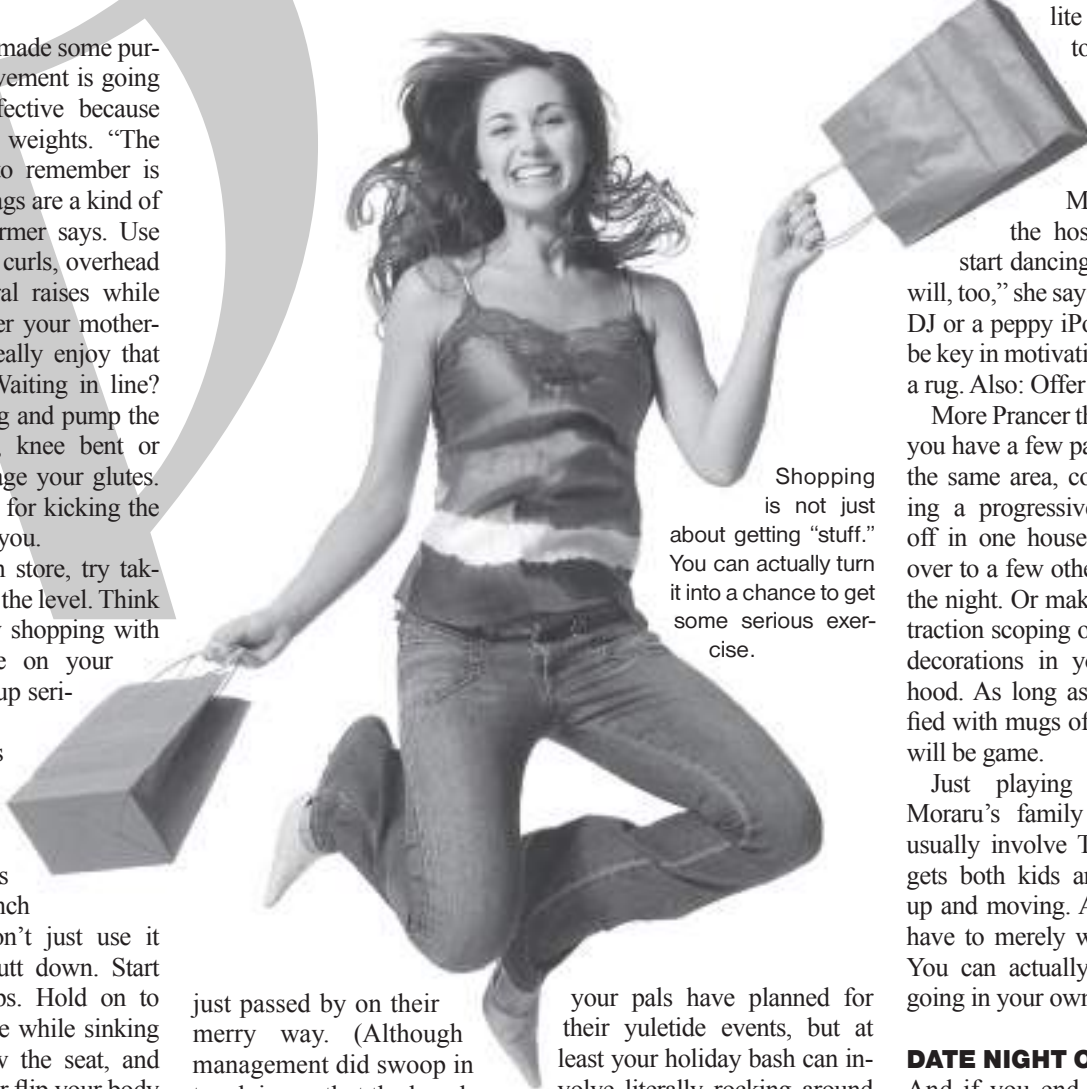 made some pur-
vement is going
fective because
weights. “The
o remember is
ags are a kind of
rmer says. Use
curls, overhead
ral raises while
er your mother-
eally enjoy that
Waiting in line?
g and pump the
, knee bent or
age your glutes.
for kicking the
you.
n store, try tak-
the level. Think
y shopping with
e on your
up seri-
s
s
nch
on’t just use it
utt down. Start
ps. Hold on to
e while sinking
w the seat, and
r flip your body
just passed by on their
merry way. (Although
management did swoop in
Shopping
is not just
about getting “stuff.”
You can actually turn
it into a chance to get
some serious exer-
cise.
your pals have planned for
their yuletide events, but at
least your holiday bash can in-
volve literally rocking around
lite
to
M
the hos
start dancing
will, too,” she say
DJ or a peppy iPo
be key in motivati
a rug. Also: Offer
More Prancer th
you have a few pa
the same area, co
ing a progressive
off in one house
over to a few othe
the night. Or mak
traction scoping o
decorations in yo
hood. As long as
fied with mugs of
will be game.
Just playing
Moraru’s family
usually involve T
gets both kids an
up and moving. A
have to merely w
You can actually
going in your own
DATE NIGHT O
And if you end